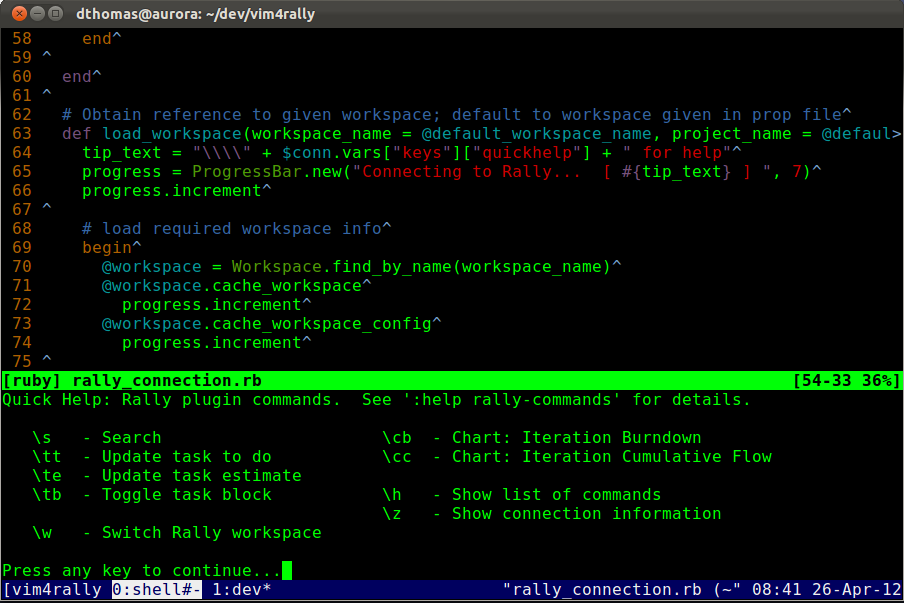 dthomas@aurora: ~/dev/vim4rally
58     end^
59 ^
60   end^
61 ^
62   # Obtain reference to given workspace; default to workspace given in prop file^
63   def load_workspace(workspace_name = @default_workspace_name, project_name = @defaul>
64     tip_text = "\\\\" + $conn.vars["keys"]["quickhelp"] + " for help"^
65     progress = ProgressBar.new("Connecting to Rally...  [ #{tip_text} ] ", 7)^
66     progress.increment^
67 ^
68     # load required workspace info^
69     begin^
70       @workspace = Workspace.find_by_name(workspace_name)^
71       @workspace.cache_workspace^
72         progress.increment^
73       @workspace.cache_workspace_config^
74         progress.increment^
75 ^
[ruby] rally_connection.rb [54-33 36%]
Quick Help: Rally plugin commands.  See ':help rally-commands' for details.
\s   - Search \cb  - Chart: Iteration Burndown
\tt  - Update task to do \cc  - Chart: Iteration Cumulative Flow
\te  - Update task estimate
\tb  - Toggle task block \h   - Show list of commands
\z   - Show connection information
\w   - Switch Rally workspace
Press any key to continue...
[vim4rally 0:shell#- 1:dev* "rally_connection.rb (~" 08:41 26-Apr-12